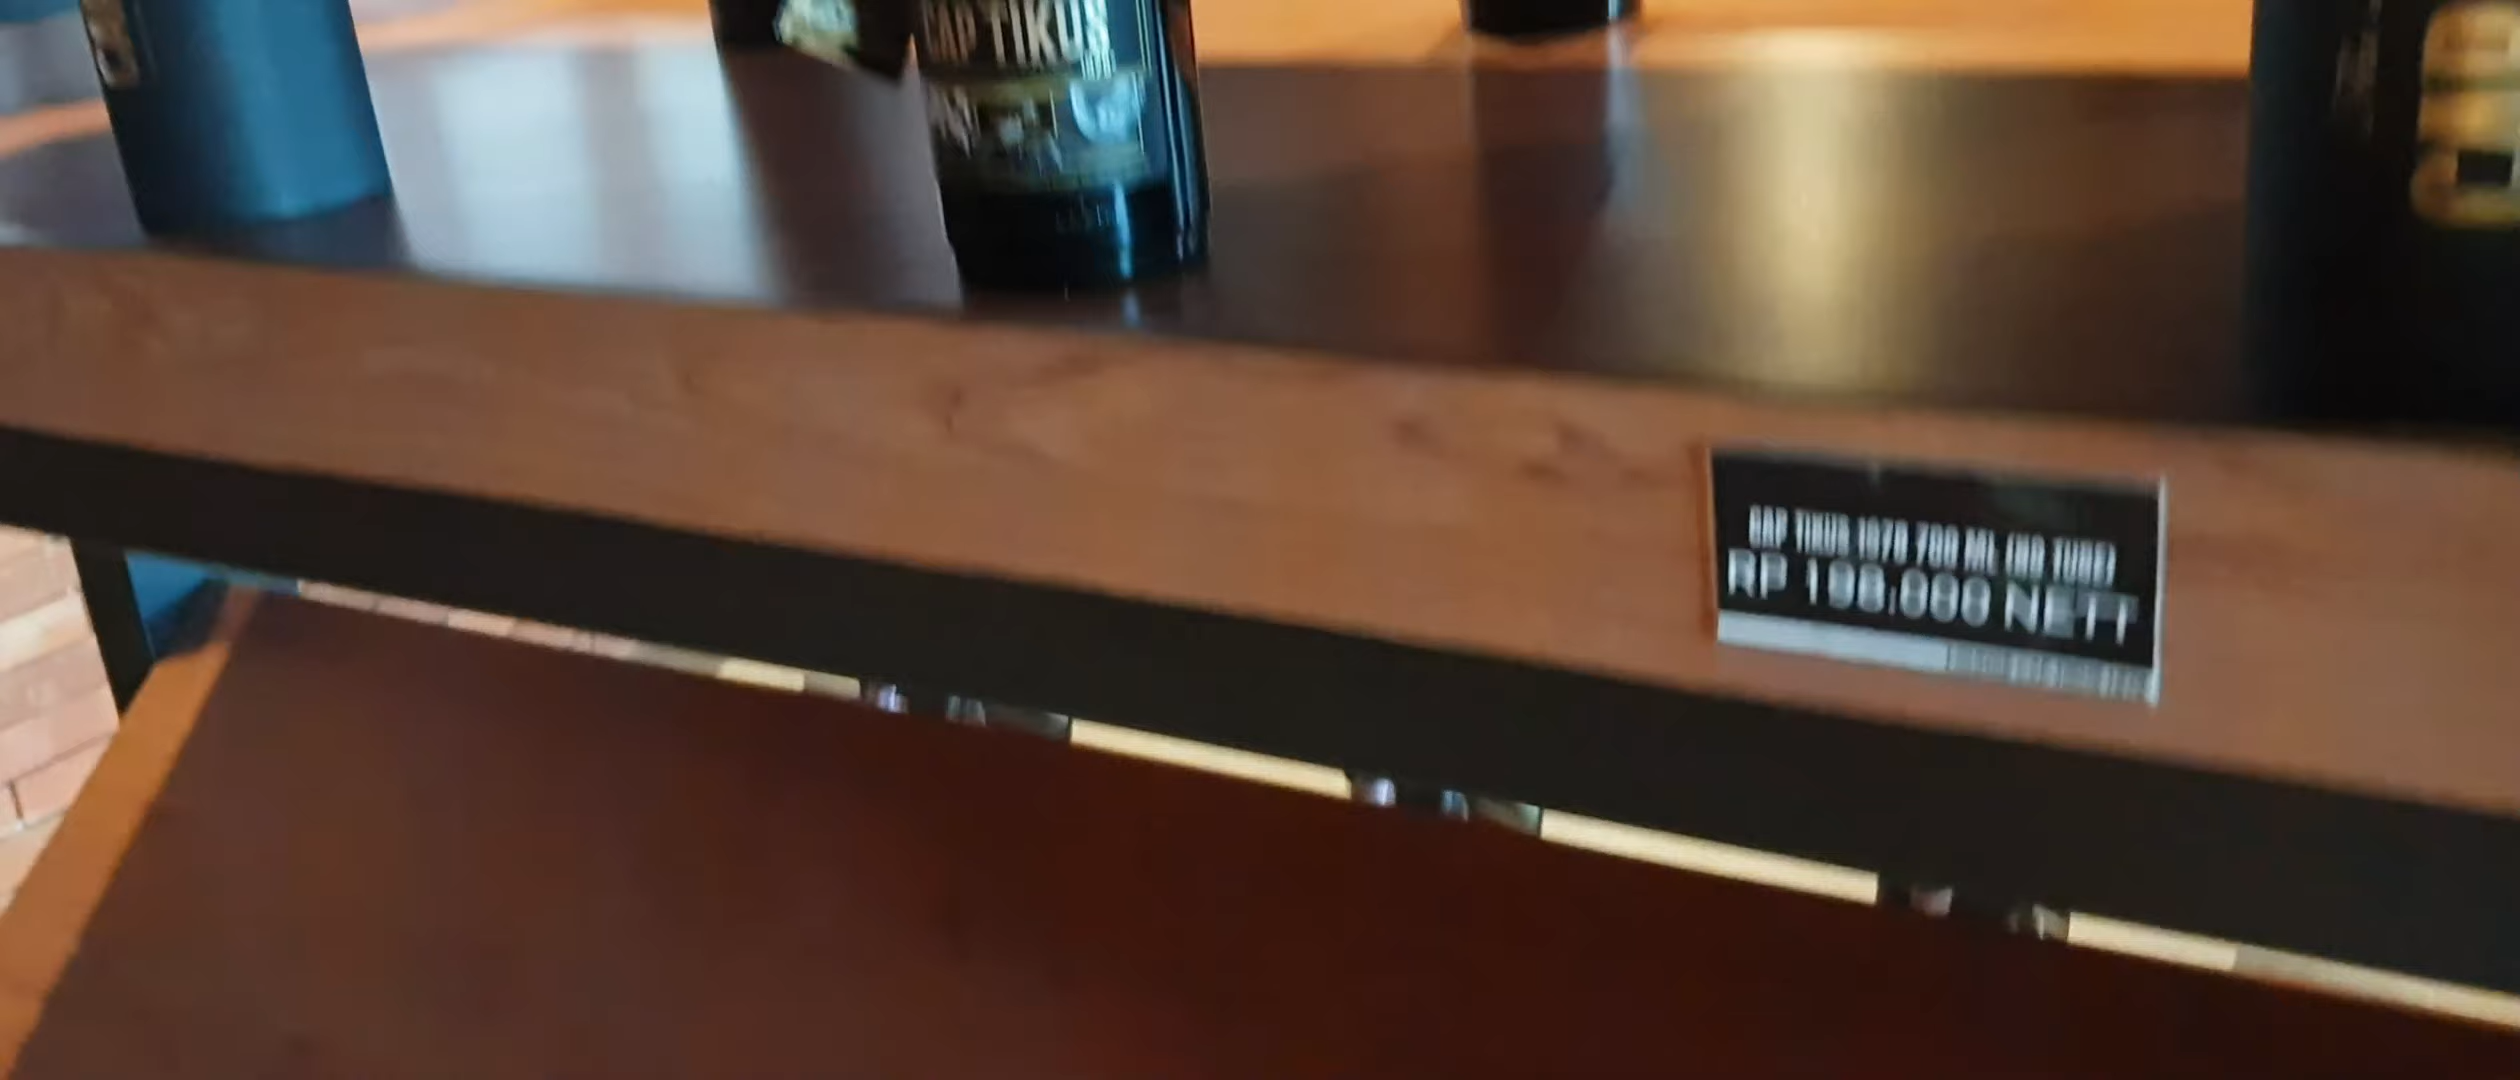 CAP TIKUS
CAP TIKUS 1978 700 ML (NO TUBE)
RP 198.000 NETT